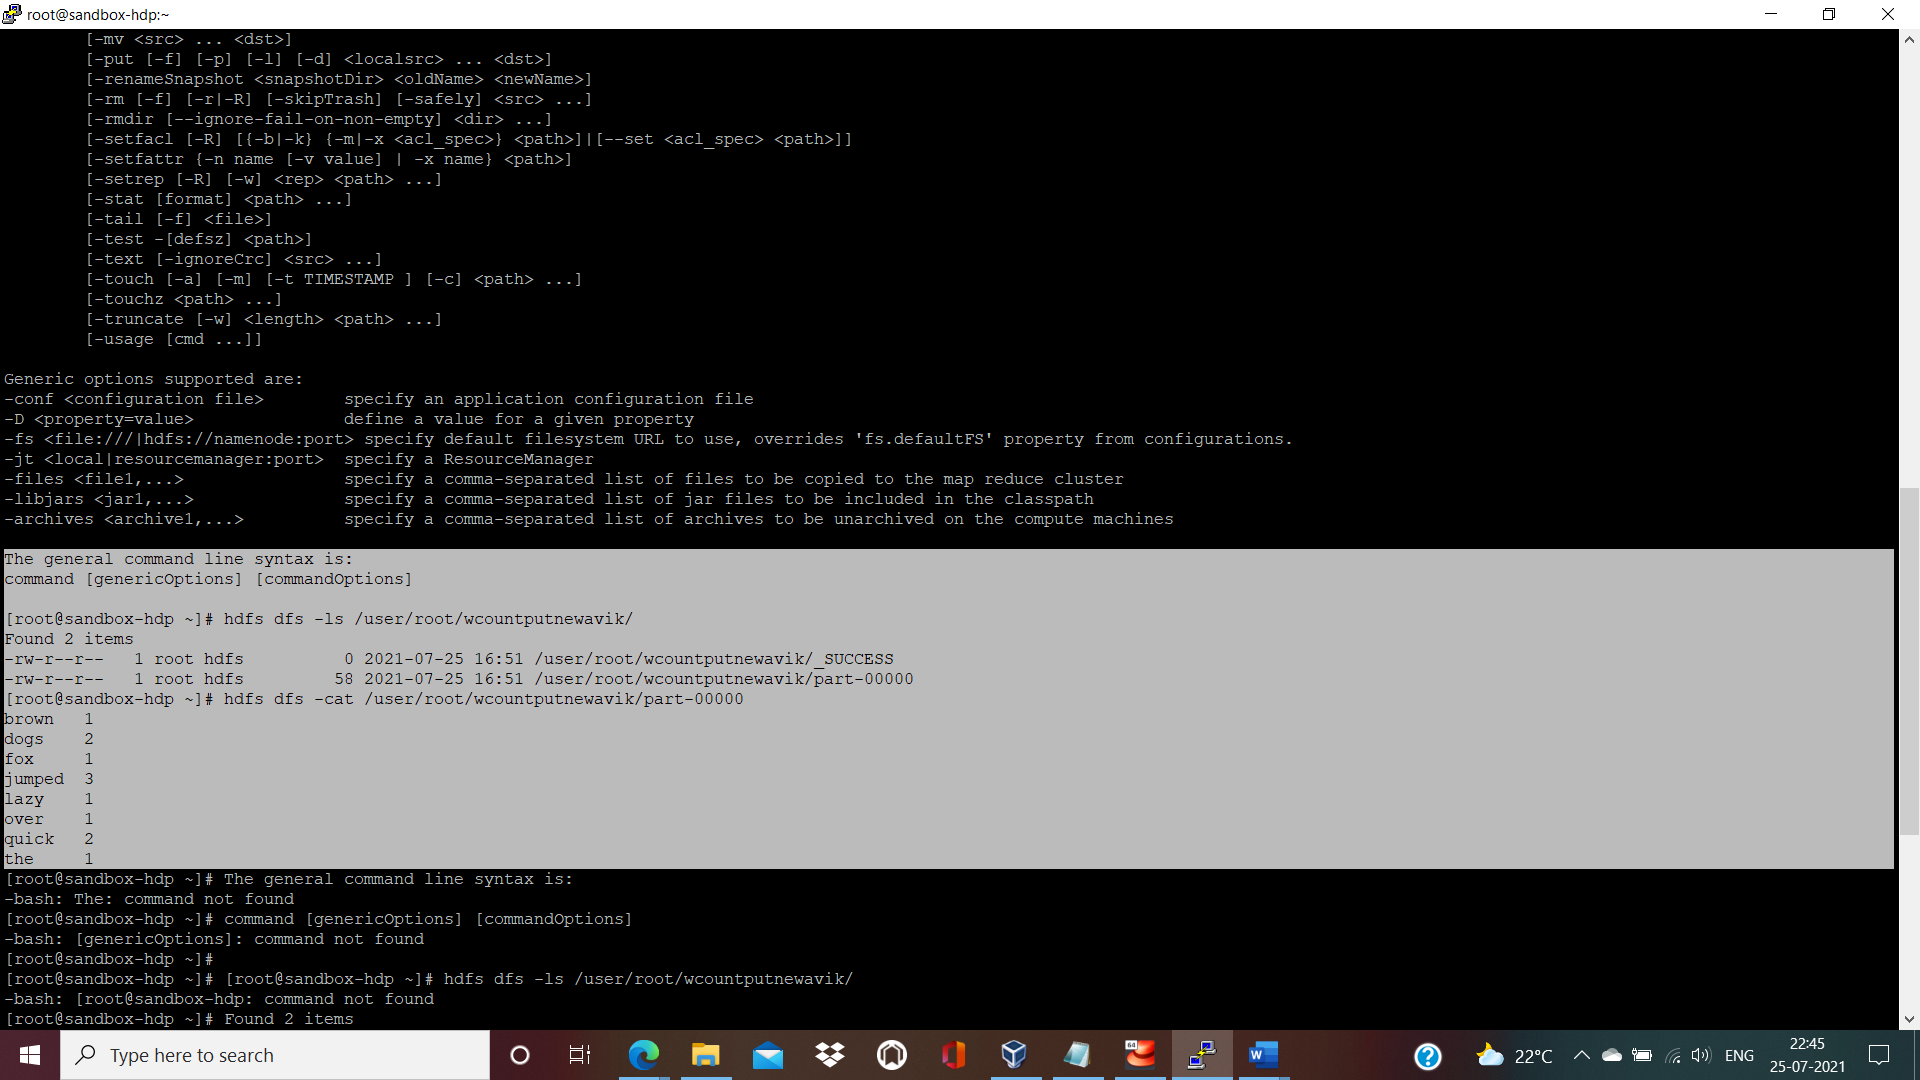 root@sandbox-hdp:~
[-mv <src> ... <dst>]
[-put [-f] [-p] [-l] [-d] <localsrc> ... <dst>]
[-renameSnapshot <snapshotDir> <oldName> <newName>]
[-rm [-f] [-r|-R] [-skipTrash] [-safely] <src> ...]
[-rmdir [--ignore-fail-on-non-empty] <dir> ...]
[-setfacl [-R] [{-b|-k} {-m|-x <acl_spec>} <path>]|[--set <acl_spec> <path>]]
[-setfattr {-n name [-v value] | -x name} <path>]
[-setrep [-R] [-w] <rep> <path> ...]
[-stat [format] <path> ...]
[-tail [-f] <file>]
[-test -[defsz] <path>]
[-text [-ignoreCrc] <src> ...]
[-touch [-a] [-m] [-t TIMESTAMP ] [-c] <path> ...]
[-touchz <path> ...]
[-truncate [-w] <length> <path> ...]
[-usage [cmd ...]]
Generic options supported are:
-conf <configuration file>        specify an application configuration file
-D <property=value>               define a value for a given property
-fs <file:///|hdfs://namenode:port> specify default filesystem URL to use, overrides 'fs.defaultFS' property from configurations.
-jt <local|resourcemanager:port>  specify a ResourceManager
-files <file1,...>                specify a comma-separated list of files to be copied to the map reduce cluster
-libjars <jar1,...>               specify a comma-separated list of jar files to be included in the classpath
-archives <archive1,...>          specify a comma-separated list of archives to be unarchived on the compute machines
The general command line syntax is:
command [genericOptions] [commandOptions]
[root@sandbox-hdp ~]# hdfs dfs -ls /user/root/wcountputnewavik/
Found 2 items
-rw-r--r--   1 root hdfs          0 2021-07-25 16:51 /user/root/wcountputnewavik/_SUCCESS
-rw-r--r--   1 root hdfs         58 2021-07-25 16:51 /user/root/wcountputnewavik/part-00000
[root@sandbox-hdp ~]# hdfs dfs -cat /user/root/wcountputnewavik/part-00000
brown   1
dogs    2
fox     1
jumped  3
lazy    1
over    1
quick   2
the     1
[root@sandbox-hdp ~]# The general command line syntax is:
-bash: The: command not found
[root@sandbox-hdp ~]# command [genericOptions] [commandOptions]
-bash: [genericOptions]: command not found
[root@sandbox-hdp ~]#
[root@sandbox-hdp ~]# [root@sandbox-hdp ~]# hdfs dfs -ls /user/root/wcountputnewavik/
-bash: [root@sandbox-hdp: command not found
[root@sandbox-hdp ~]# Found 2 items
Type here to search
64
W
?
22°C
ENG
22:45
25-07-2021